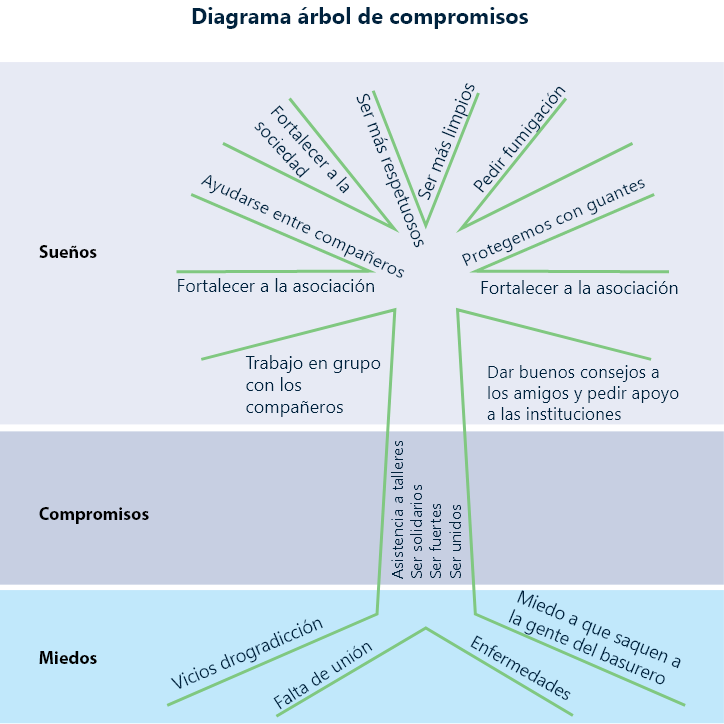 Diagrama árbol de compromisos
Sueños
Fortalecer a la
sociedad
Ser más respetuosos
Ser más limpios
Pedir fumigación
Ayudarse entre compañeros
Protegemos con guantes
Fortalecer a la asociación
Fortalecer a la asociación
Trabajo en grupo
con los
compañeros
Dar buenos consejos a
los amigos y pedir apoyo
a las instituciones
Compromisos
Asistencia a talleres
Ser solidarios
Ser fuertes
Ser unidos
Miedos
Vicios drogradicción
Falta de unión
Enfermedades
Miedo a que saquen a
la gente del basurero